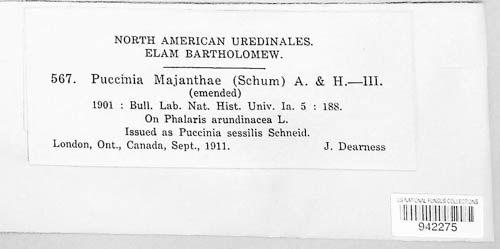 NORTH AMERICAN UREDINALES.
ELAM BARTHOLOMEW.
567. Puccinia Majanthae (Schum) A. & H.—III.
(emended)
1901 : Bull. Lab. Nat. Hist. Univ. Ia. 5 : 188.
On Phalaris arundinacea L.
Issued as Puccinia sessilis Schneid.
London, Ont., Canada, Sept., 1911. J. Dearness
US NATIONAL FUNGUS COLLECTIONS
942275